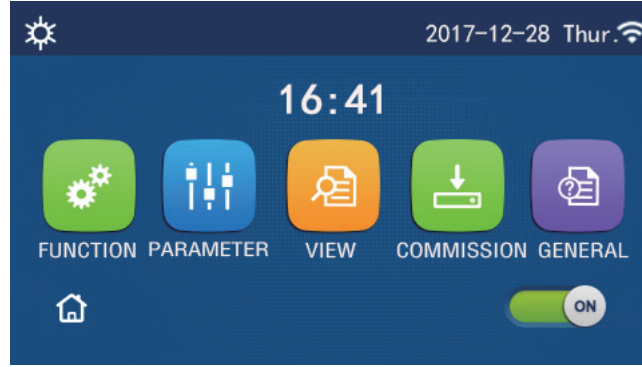 2017-12-28 Thur.
16:41
FUNCTION PARAMETER VIEW COMMISSION GENERAL
ON